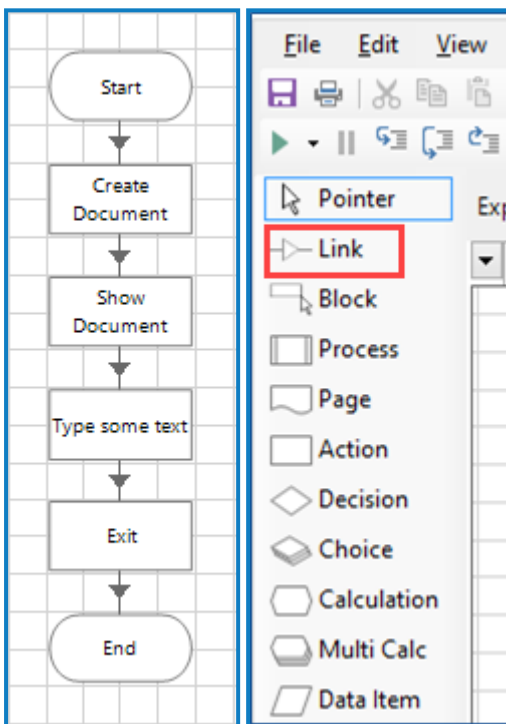 Start
Create
Document
Show
Document
Type some text
Exit
End
File Edit View
Pointer
Link
Block
Process
Page
Action
Decision
Choice
Calculation
Multi Calc
Data Item